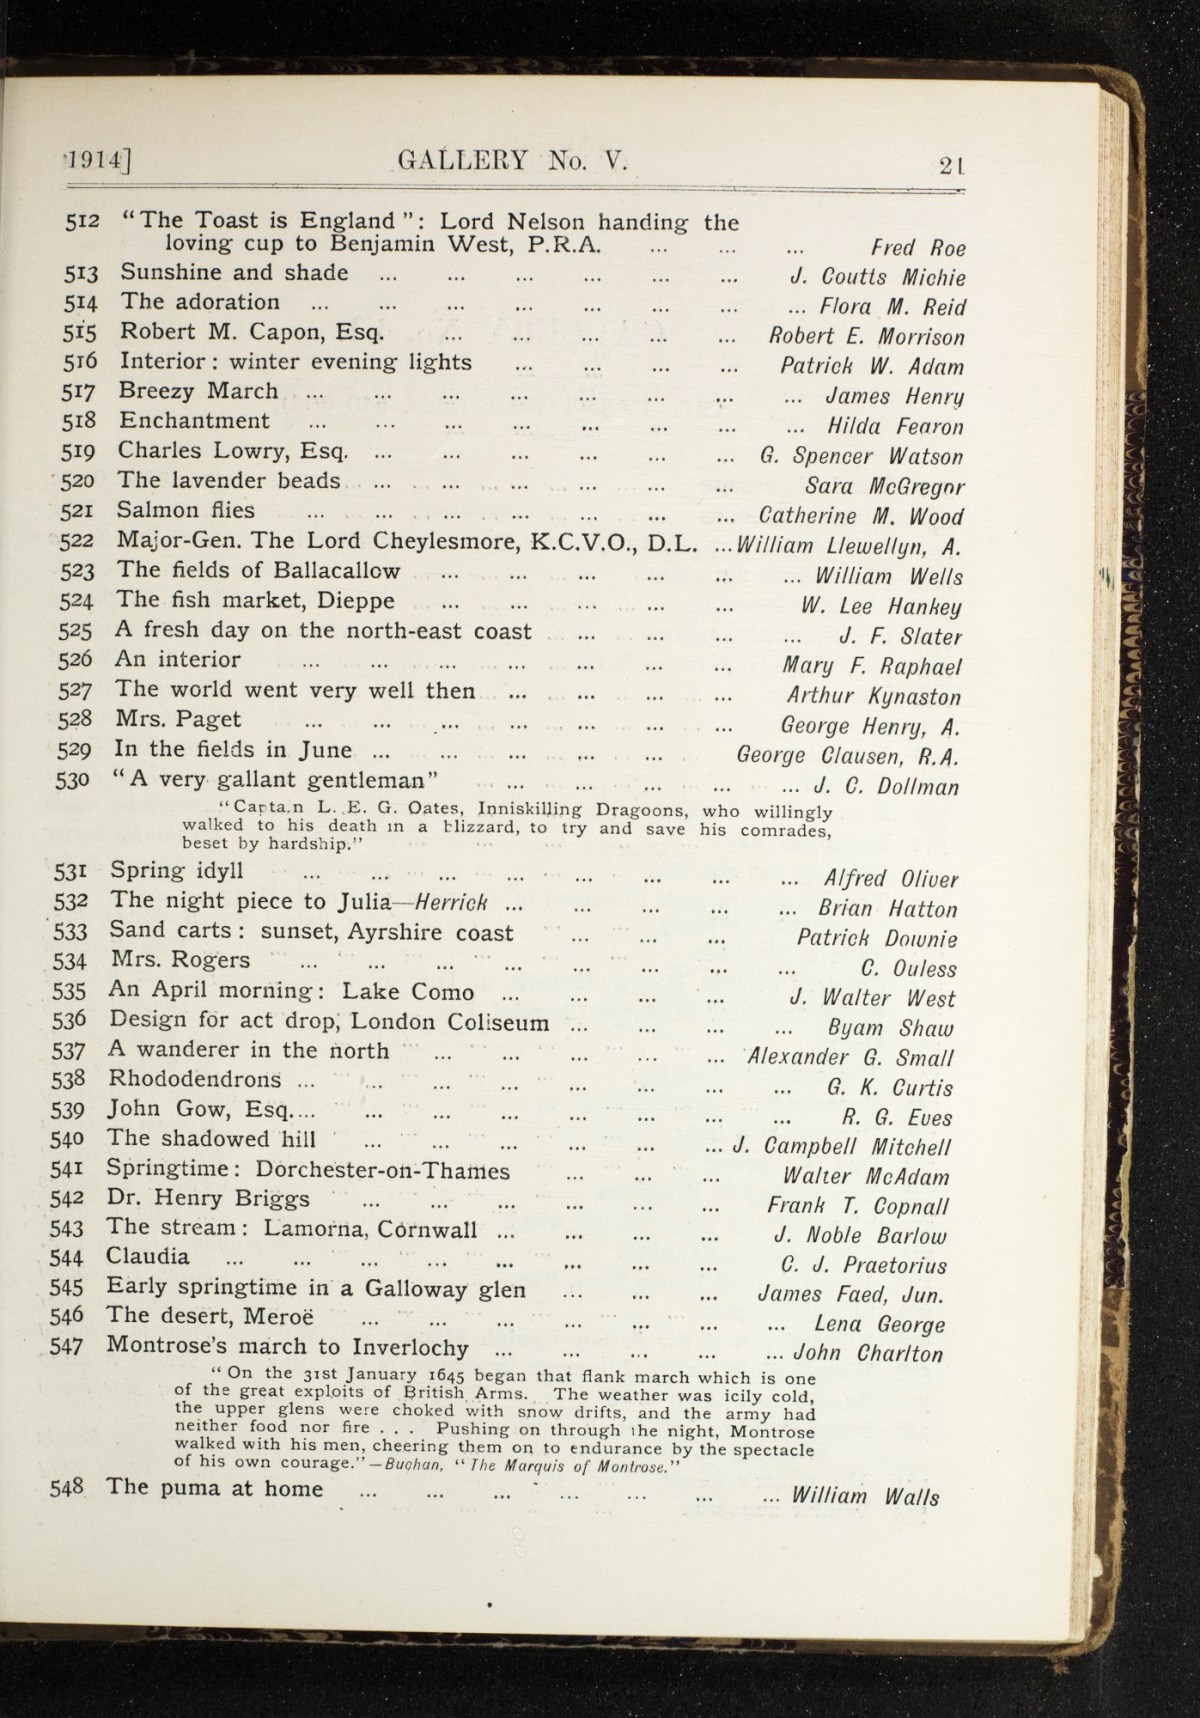 1914] GALLERY No. V. 21
512 “The Toast is England”: Lord Nelson handing the
loving cup to Benjamin West, P.R.A. ... ... ... Fred Roe
513 Sunshine and shade ... ... ... ... ... ... J. Coutts Michie
514 The adoration ... ... ... ... ... ... ... ... Flora M. Reid
515 Robert M. Capon, Esq. ... ... ... ... ... Robert E. Morrison
516 Interior: winter evening lights ... ... ... ... Patrick W. Adam
517 Breezy March ... ... ... ... ... ... ... ... James Henry
518 Enchantment ... ... ... ... ... ... ... ... Hilda Fearon
519 Charles Lowry, Esq. ... ... ... ... ... ... G. Spencer Watson
520 The lavender beads ... ... ... ... ... ... Sara McGregor
521 Salmon flies ... ... ... ... ... ... ... Catherine M. Wood
522 Major-Gen. The Lord Cheylesmore, K.C.V.O., D.L. ... William Llewellyn, A.
523 The fields of Ballacallow ... ... ... ... ... ... William Wells
524 The fish market, Dieppe ... ... ... ... ... W. Lee Hankey
525 A fresh day on the north-east coast ... ... ... ... J. F. Slater
526 An interior ... ... ... ... ... ... ... Mary F. Raphael
527 The world went very well then ... ... ... ... Arthur Kynaston
528 Mrs. Paget ... ... ... ... ... ... ... George Henry, A.
529 In the fields in June ... ... ... ... ... George Clausen, R.A.
530 “A very gallant gentleman” ... ... ... ... ... J. C. Dollman
“Captain L. E. G. Oates, Inniskilling Dragoons, who willingly
walked to his death in a blizzard, to try and save his comrades,
beset by hardship.”
531 Spring idyll ... ... ... ... ... ... ... ... Alfred Oliver
532 The night piece to Julia—Herrick ... ... ... ... ... Brian Hatton
533 Sand carts: sunset, Ayrshire coast ... ... ... Patrick Downie
534 Mrs. Rogers ... ... ... ... ... ... ... ... C. Ouless
535 An April morning: Lake Como ... ... ... ... J. Walter West
536 Design for act drop, London Coliseum ... ... ... ... Byam Shaw
537 A wanderer in the north ... ... ... ... ... Alexander G. Small
538 Rhododendrons ... ... ... ... ... ... ... ... G. K. Curtis
539 John Gow, Esq.... ... ... ... ... ... ... ... R. G. Eves
540 The shadowed hill ... ... ... ... ... ... J. Campbell Mitchell
541 Springtime: Dorchester-on-Thames ... ... ... Walter McAdam
542 Dr. Henry Briggs ... ... ... ... ... ... Frank T. Copnall
543 The stream: Lamorna, Cornwall ... ... ... ... J. Noble Barlow
544 Claudia ... ... ... ... ... ... ... ... C. J. Praetorius
545 Early springtime in a Galloway glen ... ... ... James Faed, Jun.
546 The desert, Meroë ... ... ... ... ... ... ... Lena George
547 Montrose’s march to Inverlochy ... ... ... ... ... John Charlton
“On the 31st January 1645 began that flank march which is one
of the great exploits of British Arms. The weather was icily cold,
the upper glens were choked with snow drifts, and the army had
neither food nor fire . . . Pushing on through the night, Montrose
walked with his men, cheering them on to endurance by the spectacle
of his own courage.”—Buchan, “The Marquis of Montrose.”
548 The puma at home ... ... ... ... ... ... ... William Walls